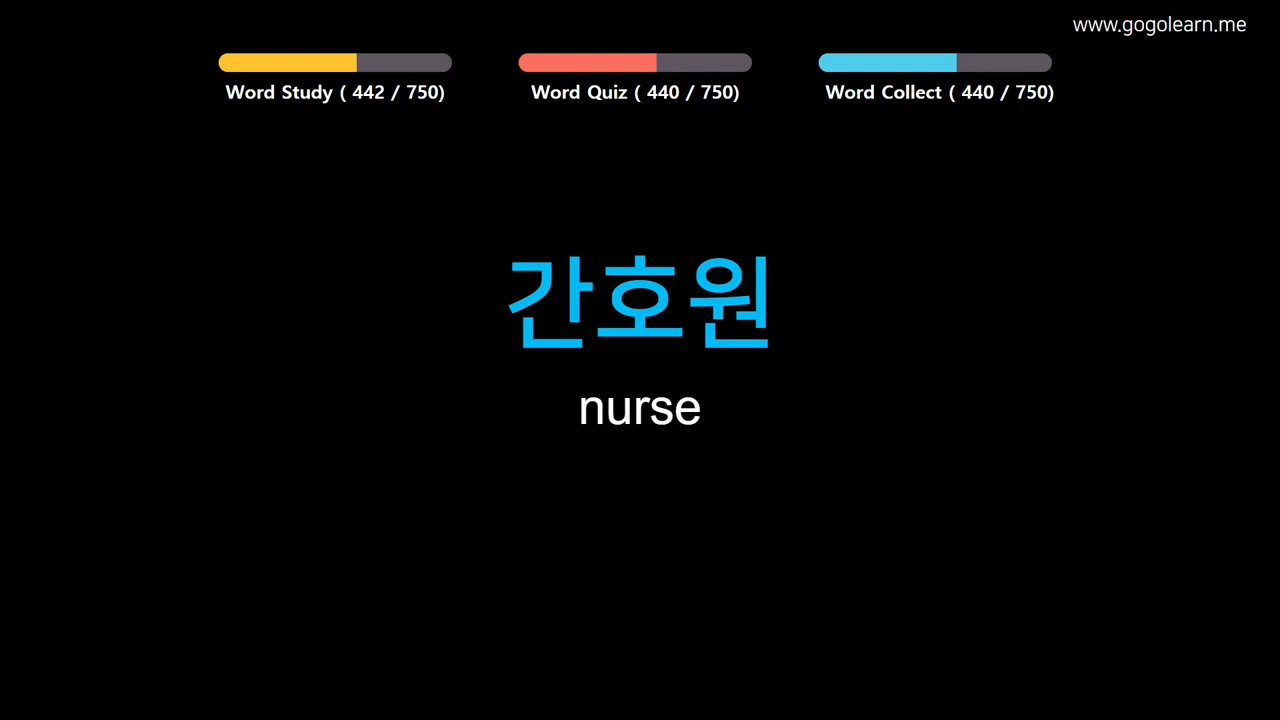 www.gogolearn.me
Word Study ( 442 / 750)
Word Quiz ( 440 / 750)
Word Collect ( 440 / 750)
간호원
nurse